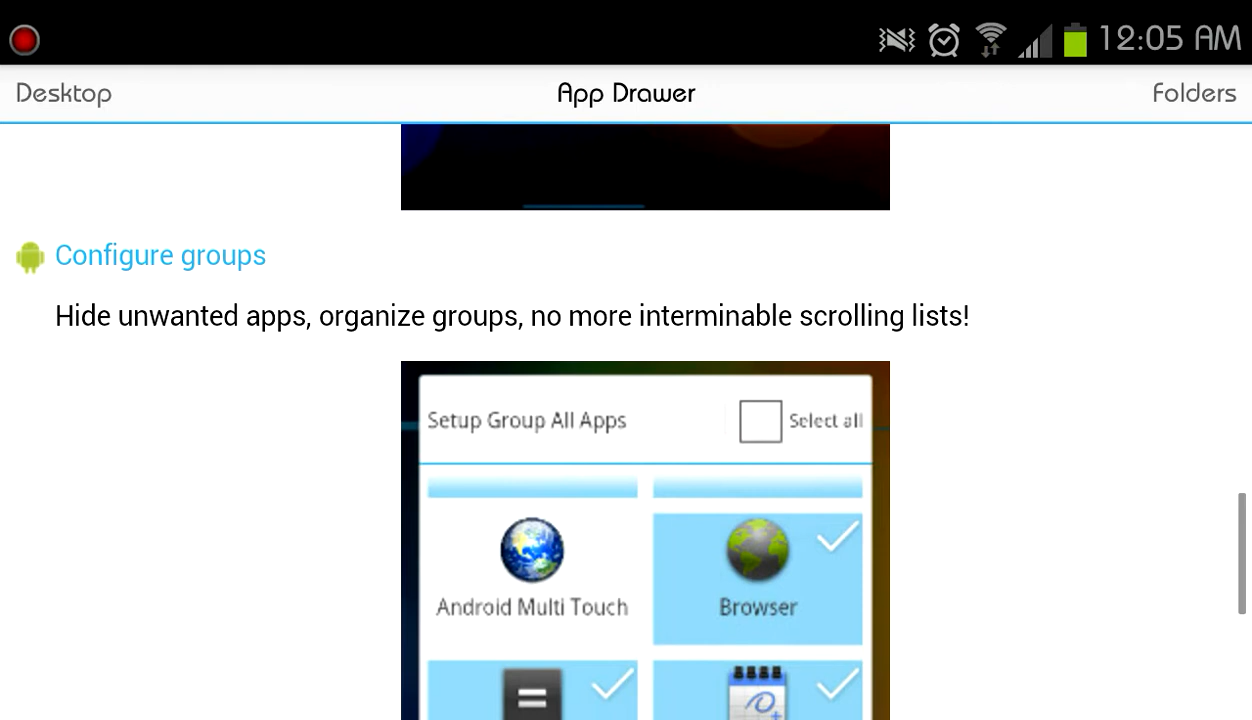 12:05 AM
Desktop App Drawer Folders
Configure groups
Hide unwanted apps, organize groups, no more interminable scrolling lists!
Setup Group All Apps Select all
Android Multi Touch Browser